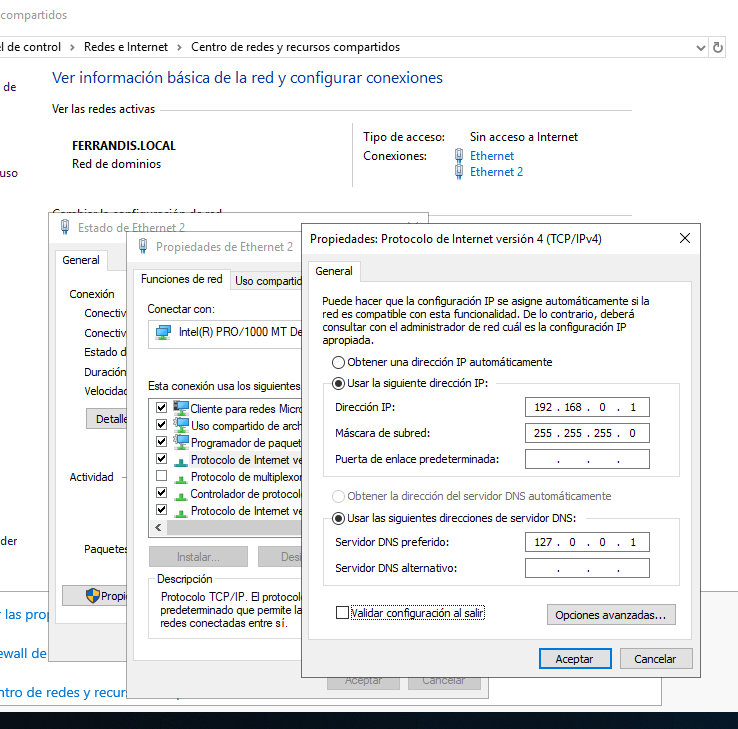 compartidos
l de control > Redes e Internet > Centro de redes y recursos compartidos
Ver información básica de la red y configurar conexiones
de
Ver las redes activas
FERRANDIS.LOCAL
Red de dominios
Tipo de acceso: Sin acceso a Internet
Conexiones: Ethernet
Ethernet 2
uso
Estado de Ethernet 2
General
Conexión
Conectiv
Conectiv
Estado d
Duración
Velocidad
Detalle
Actividad
Paquetes
Propi
Propiedades de Ethernet 2
Funciones de red
Uso compartid
Conectar con:
Intel(R) PRO/1000 MT De
Esta conexión usa los siguientes
Cliente para redes Micro
Uso compartido de arch
Programador de paquet
Protocolo de Internet ve
Protocolo de multiplexor
Controlador de protocolo
Protocolo de Internet ve
Instalar...
Desi
Descripción
Protocolo TCP/IP. El protocolo
predeterminado que permite la
redes conectadas entre sí.
Aceptar
Cancelar
Propiedades: Protocolo de Internet versión 4 (TCP/IPv4)
General
Puede hacer que la configuración IP se asigne automáticamente si la
red es compatible con esta funcionalidad. De lo contrario, deberá
consultar con el administrador de red cuál es la configuración IP
apropiada.
Obtener una dirección IP automáticamente
Usar la siguiente dirección IP:
Dirección IP: 192 . 168 . 0 . 1
Máscara de subred: 255 . 255 . 255 . 0
Puerta de enlace predeterminada: . . .
Obtener la dirección del servidor DNS automáticamente
Usar las siguientes direcciones de servidor DNS:
Servidor DNS preferido: 127 . 0 . 0 . 1
Servidor DNS alternativo: . . .
Validar configuración al salir
Opciones avanzadas...
Aceptar
Cancelar
der
las prop
ewall de
ntro de redes y recur